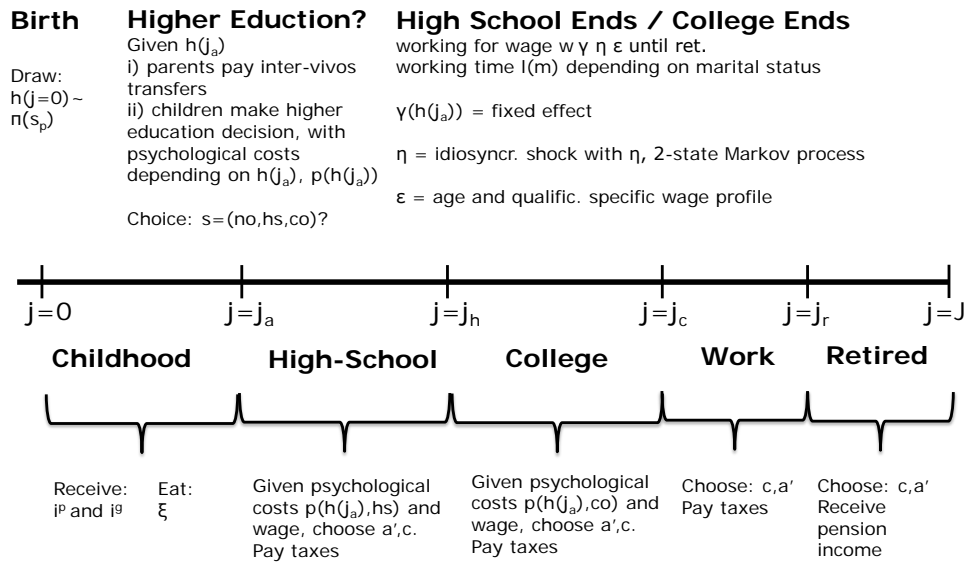 Birth
Draw:
h(j=0) ~
π(sₚ)
Higher Eduction?
Given h(jₐ)
i) parents pay inter-vivos
transfers
ii) children make higher
education decision, with
psychological costs
depending on h(jₐ), p(h(jₐ))
Choice: s=(no,hs,co)?
High School Ends / College Ends
working for wage w γ η ε until ret.
working time l(m) depending on marital status
γ(h(jₐ)) = fixed effect
η = idiosyncr. shock with η, 2-state Markov process
ε = age and qualific. specific wage profile
j=0
j=jₐ
j=jₕ
j=j_c
j=jᵣ
j=J
Childhood
High-School
College
Work
Retired
Receive:
iᵖ and iᵍ
Eat:
ξ
Given psychological
costs p(h(jₐ),hs) and
wage, choose a’,c.
Pay taxes
Given psychological
costs p(h(jₐ),co) and
wage, choose a’,c.
Pay taxes
Choose: c,a’
Pay taxes
Choose: c,a’
Receive
pension
income